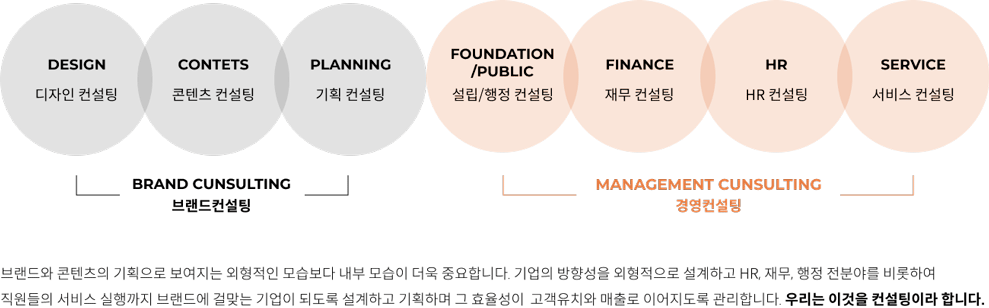 DESIGN
디자인 컨설팅
CONTETS
콘텐츠 컨설팅
PLANNING
기획 컨설팅
FOUNDATION
/PUBLIC
설립/행정 컨설팅
FINANCE
재무 컨설팅
HR
HR 컨설팅
SERVICE
서비스 컨설팅
BRAND CUNSULTING
브랜드컨설팅
MANAGEMENT CUNSULTING
경영컨설팅
브랜드와 콘텐츠의 기획으로 보여지는 외형적인 모습보다 내부 모습이 더욱 중요합니다. 기업의 방향성을 외형적으로 설계하고 HR, 재무, 행정 전분야를 비롯하여
직원들의 서비스 실행까지 브랜드에 걸맞는 기업이 되도록 설계하고 기획하며 그 효율성이 고객유치와 매출로 이어지도록 관리합니다. 우리는 이것을 컨설팅이라 합니다.